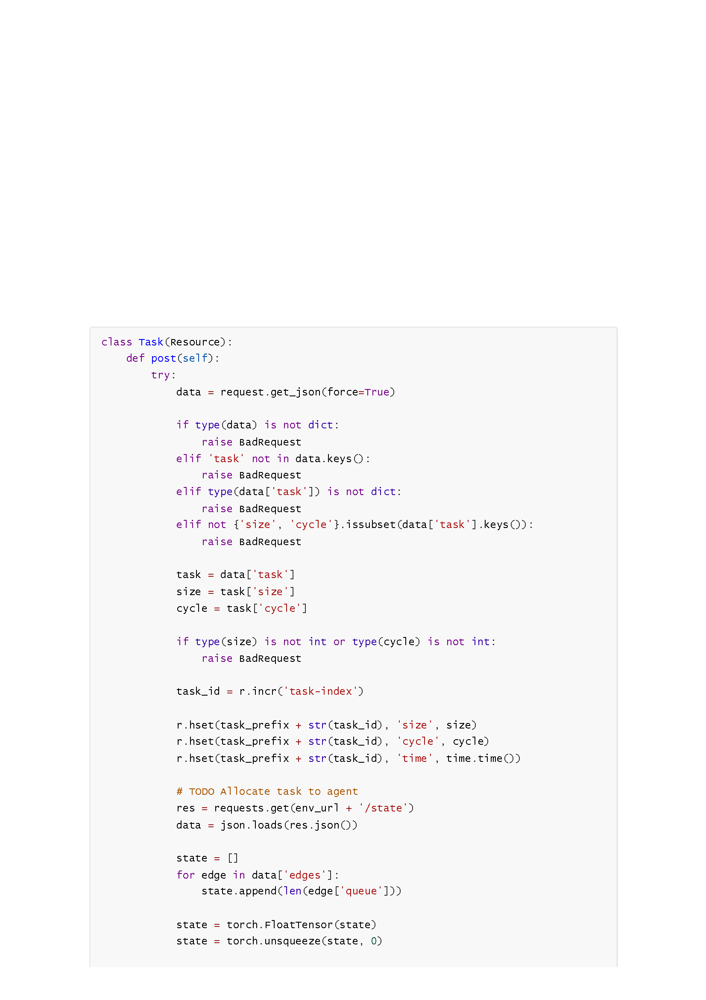 class Task(Resource):
    def post(self):
        try:
            data = request.get_json(force=True)

            if type(data) is not dict:
                raise BadRequest
            elif 'task' not in data.keys():
                raise BadRequest
            elif type(data['task']) is not dict:
                raise BadRequest
            elif not {'size', 'cycle'}.issubset(data['task'].keys()):
                raise BadRequest

            task = data['task']
            size = task['size']
            cycle = task['cycle']

            if type(size) is not int or type(cycle) is not int:
                raise BadRequest

            task_id = r.incr('task-index')

            r.hset(task_prefix + str(task_id), 'size', size)
            r.hset(task_prefix + str(task_id), 'cycle', cycle)
            r.hset(task_prefix + str(task_id), 'time', time.time())

            # TODO Allocate task to agent
            res = requests.get(env_url + '/state')
            data = json.loads(res.json())

            state = []
            for edge in data['edges']:
                state.append(len(edge['queue']))

            state = torch.FloatTensor(state)
            state = torch.unsqueeze(state, 0)